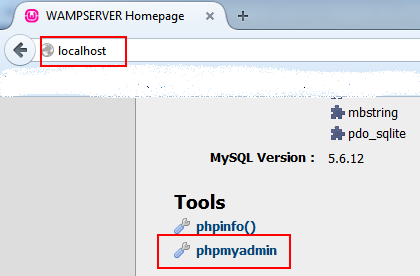 WAMPSERVER Homepage
localhost
mbstring
pdo_sqlite
MySQL Version : 5.6.12
Tools
phpinfo()
phpmyadmin